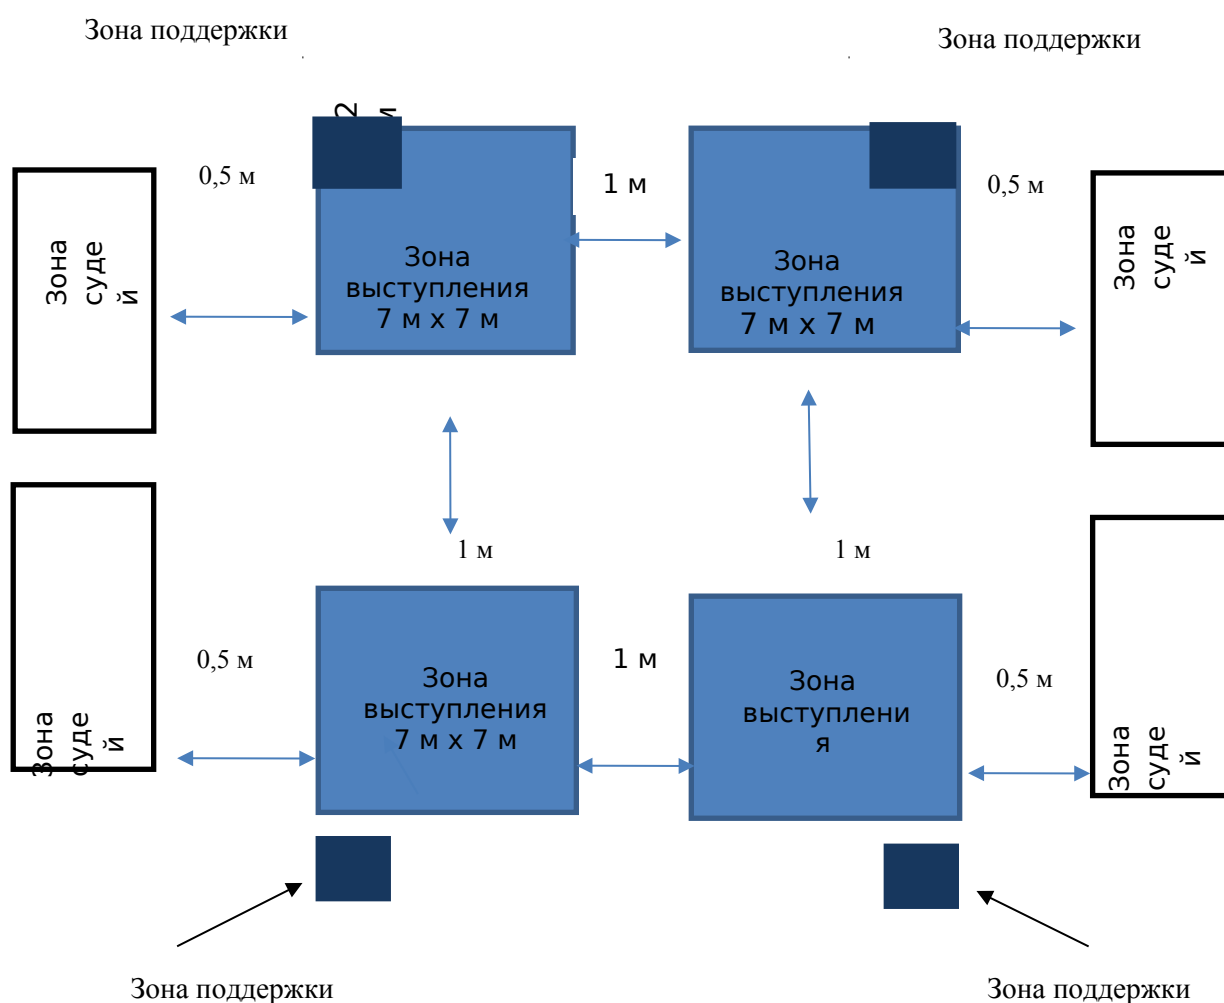 Зона поддержки
Зона поддержки
2
м
0,5 м
1 м
0,5 м
Зона
суде
й
Зона
выступления
7 м х 7 м
Зона
выступления
7 м х 7 м
Зона
суде
й
1 м
1 м
0,5 м
1 м
0,5 м
Зона
суде
й
Зона
выступления
7 м х 7 м
Зона
выступлени
я
Зона
суде
й
Зона поддержки
Зона поддержки